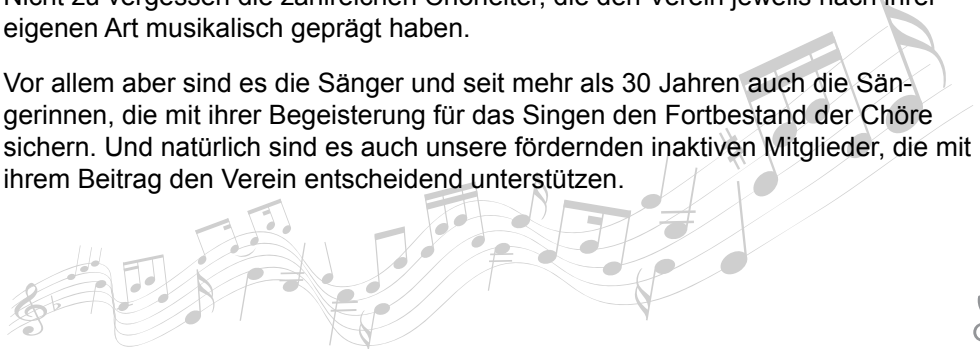 Nicht zu vergessen die zahlreichen Chorleiter, die den Verein jeweils nach ihrer
eigenen Art musikalisch geprägt haben.
Vor allem aber sind es die Sänger und seit mehr als 30 Jahren auch die Sän-
gerinnen, die mit ihrer Begeisterung für das Singen den Fortbestand der Chöre
sichern. Und natürlich sind es auch unsere fördernden inaktiven Mitglieder, die mit
ihrem Beitrag den Verein entscheidend unterstützen.